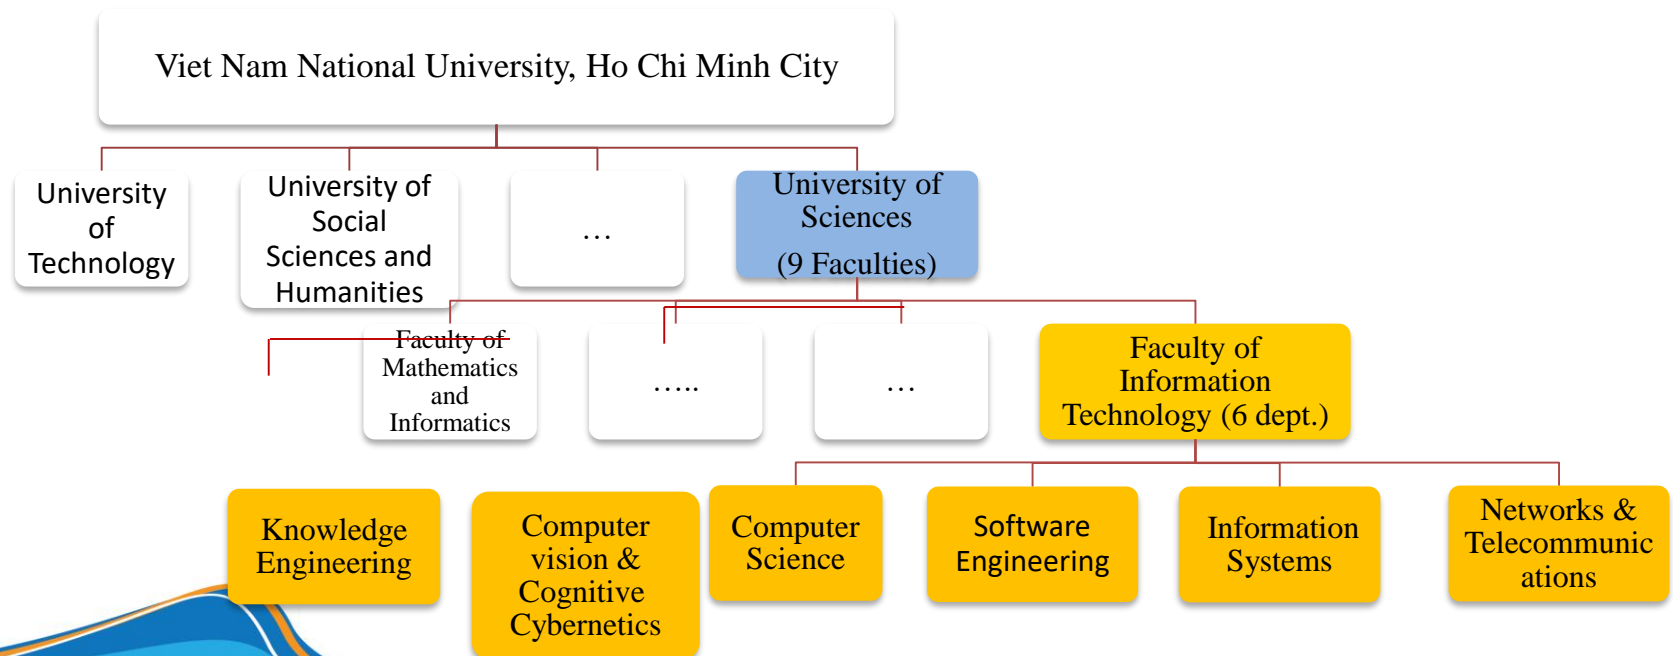 Viet Nam National University, Ho Chi Minh City
University
of
Technology
University of
Social
Sciences and
Humanities
…
University of
Sciences
(9 Faculties)
Faculty of
Mathematics
and
Informatics
…..
…
Faculty of
Information
Technology (6 dept.)
Knowledge
Engineering
Computer
vision &
Cognitive
Cybernetics
Computer
Science
Software
Engineering
Information
Systems
Networks &
Telecommunic
ations